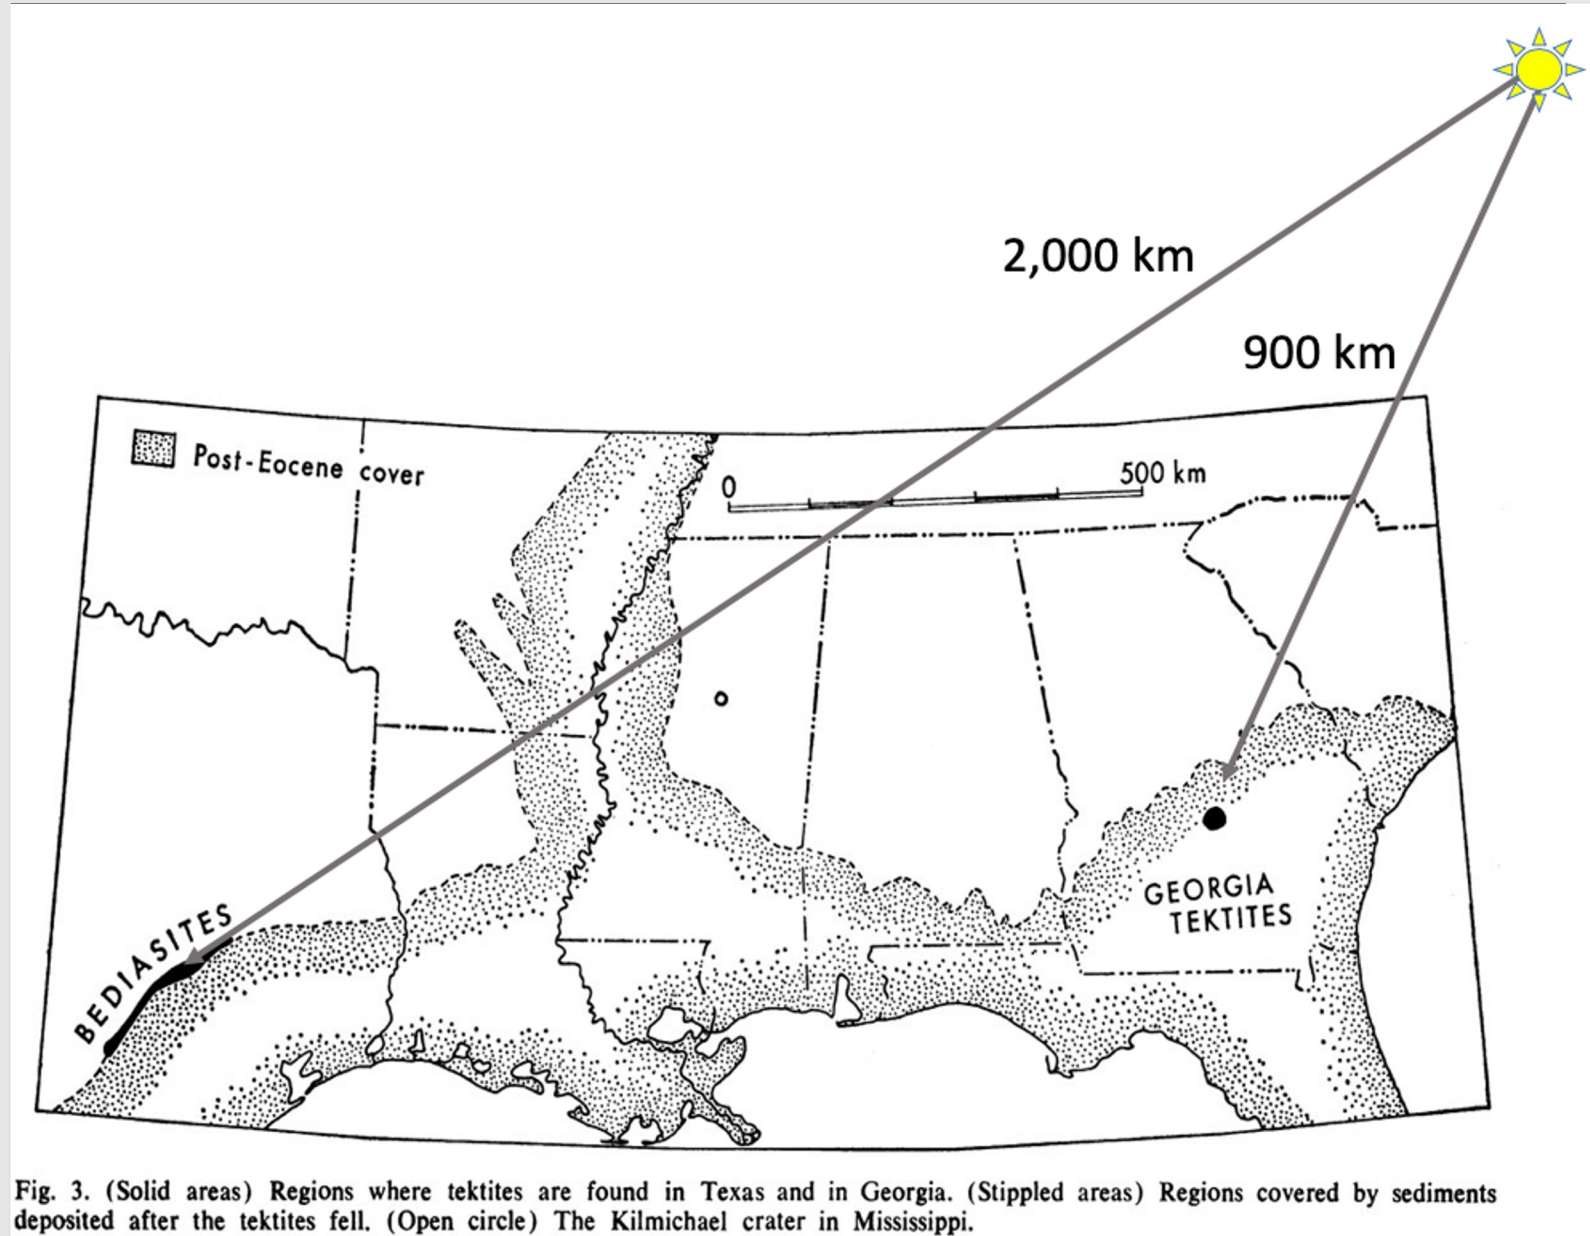 2,000 km
900 km
Post-Eocene cover
0
500 km
BEDIASITES
GEORGIA
TEKTITES
Fig. 3. (Solid areas) Regions where tektites are found in Texas and in Georgia. (Stippled areas) Regions covered by sediments
deposited after the tektites fell. (Open circle) The Kilmichael crater in Mississippi.